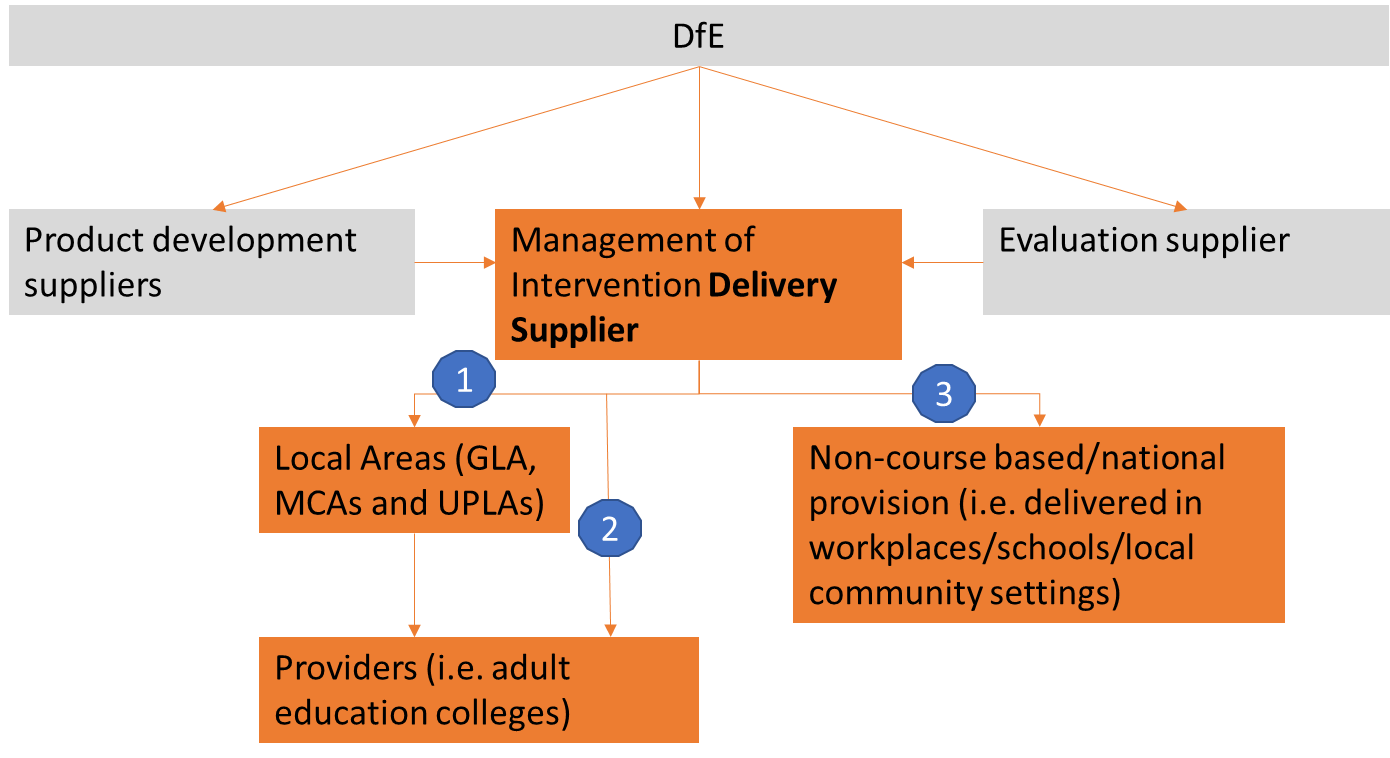 DfE
Product development
suppliers
Management of
Intervention Delivery
Supplier
Evaluation supplier
1
3
Local Areas (GLA,
MCAs and UPLAs)
2
Non-course based/national
provision (i.e. delivered in
workplaces/schools/local
community settings)
Providers (i.e. adult
education colleges)